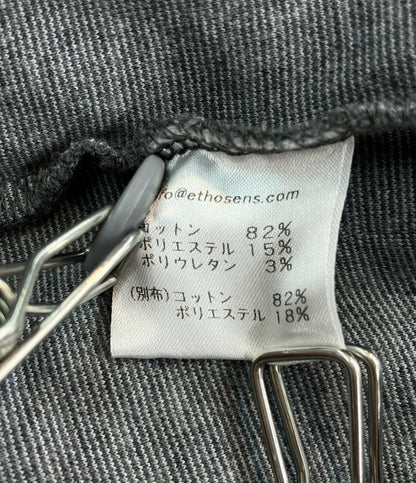 fo@ethosens.com
コットン 82%
ポリエステル 15%
ポリウレタン 3%
(別布)コットン 82%
ポリエステル 18%